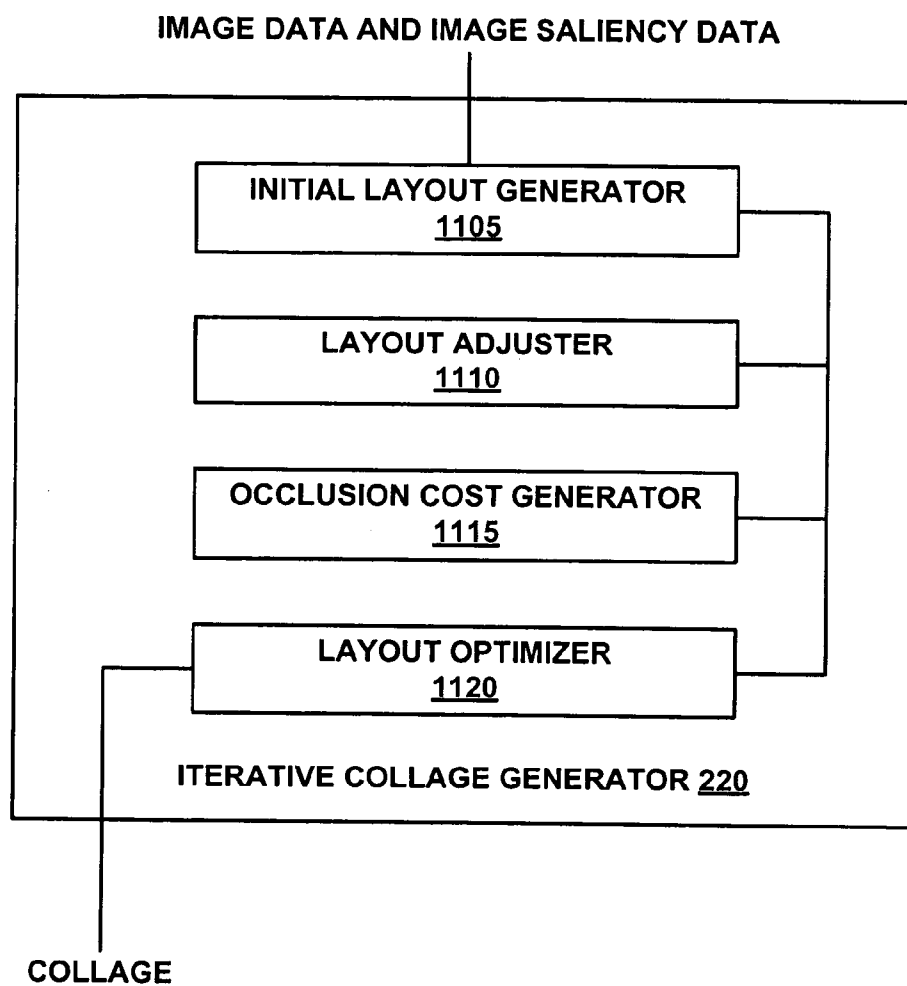 IMAGE DATA AND IMAGE SALIENCY DATA
INITIAL LAYOUT GENERATOR
1105
LAYOUT ADJUSTER
1110
OCCLUSION COST GENERATOR
1115
LAYOUT OPTIMIZER
1120
ITERATIVE COLLAGE GENERATOR 220
COLLAGE